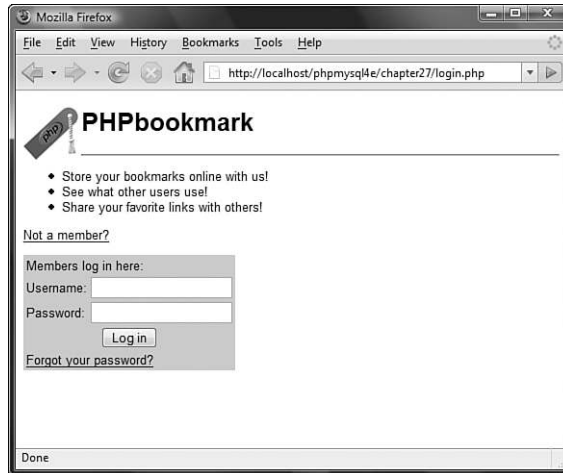 Mozilla Firefox
File Edit View History Bookmarks Tools Help
http://localhost/phpmysql4e/chapter27/login.php
php
PHPbookmark
Store your bookmarks online with us!
See what other users use!
Share your favorite links with others!
Not a member?
Members log in here:
Username:
Password:
Log in
Forgot your password?
Done